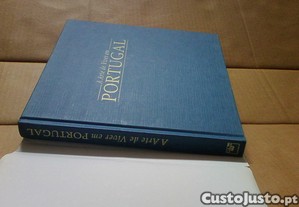 A Arte de Viver em
PORTUGAL
A Arte de Viver em PORTUGAL
CustoJusto.pt